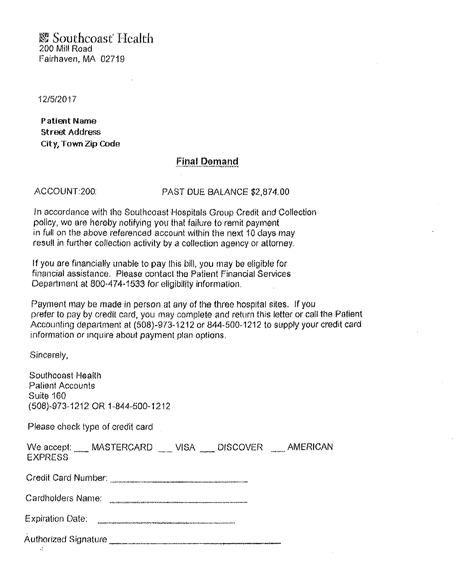 Southcoast Health
200 Mill Road
Fairhaven, MA 02719
12/5/2017
Patient Name
Street Address
City, Town Zip Code
Final Demand
ACCOUNT:200. PAST DUE BALANCE $2,874.00
In accordance with the Southcoast Hospitals Group Credit and Collection
policy, we are hereby notifying you that failure to remit payment
in full on the above referenced account within the next 10 days may
result in further collection activity by a collection agency or attorney.
If you are financially unable to pay this bill, you may be eligible for
financial assistance. Please contact the Patient Financial Services
Department at 800-474-1533 for eligibility information.
Payment may be made in person at any of the three hospital sites. If you
prefer to pay by credit card, you may complete and return this letter or call the Patient
Accounting department at (508)-973-1212 or 844-500-1212 to supply your credit card
information or inquire about payment plan options.
Sincerely,
Southcoast Health
Patient Accounts
Suite 160
(508)-973-1212 OR 1-844-500-1212
Please check type of credit card
We accept: ___ MASTERCARD ___ VISA ___ DISCOVER ___ AMERICAN
EXPRESS
Credit Card Number: ____________________
Cardholders Name: ____________________
Expiration Date: ____________________
Authorized Signature ____________________